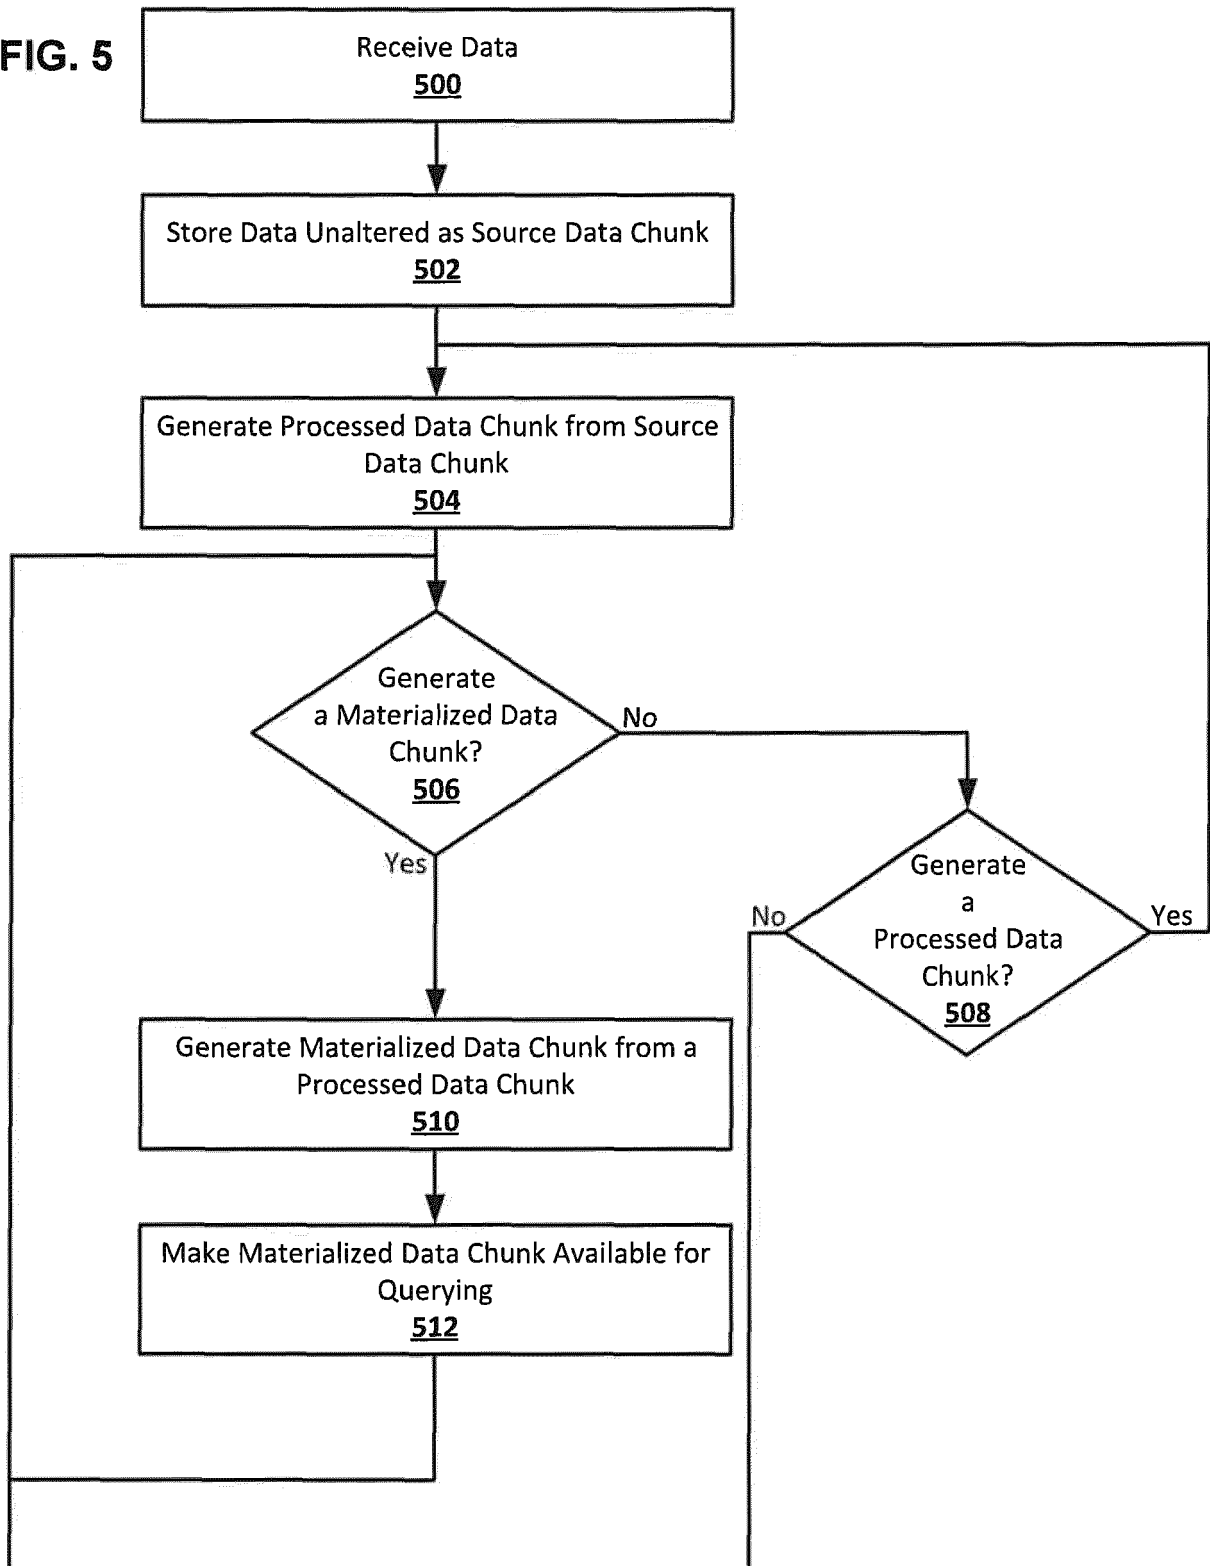 FIG. 5
Receive Data
500
Store Data Unaltered as Source Data Chunk
502
Generate Processed Data Chunk from Source
Data Chunk
504
Generate
a Materialized Data
Chunk?
506
No
Yes
Generate
a
Processed Data
Chunk?
508
No
Yes
Generate Materialized Data Chunk from a
Processed Data Chunk
510
Make Materialized Data Chunk Available for
Querying
512